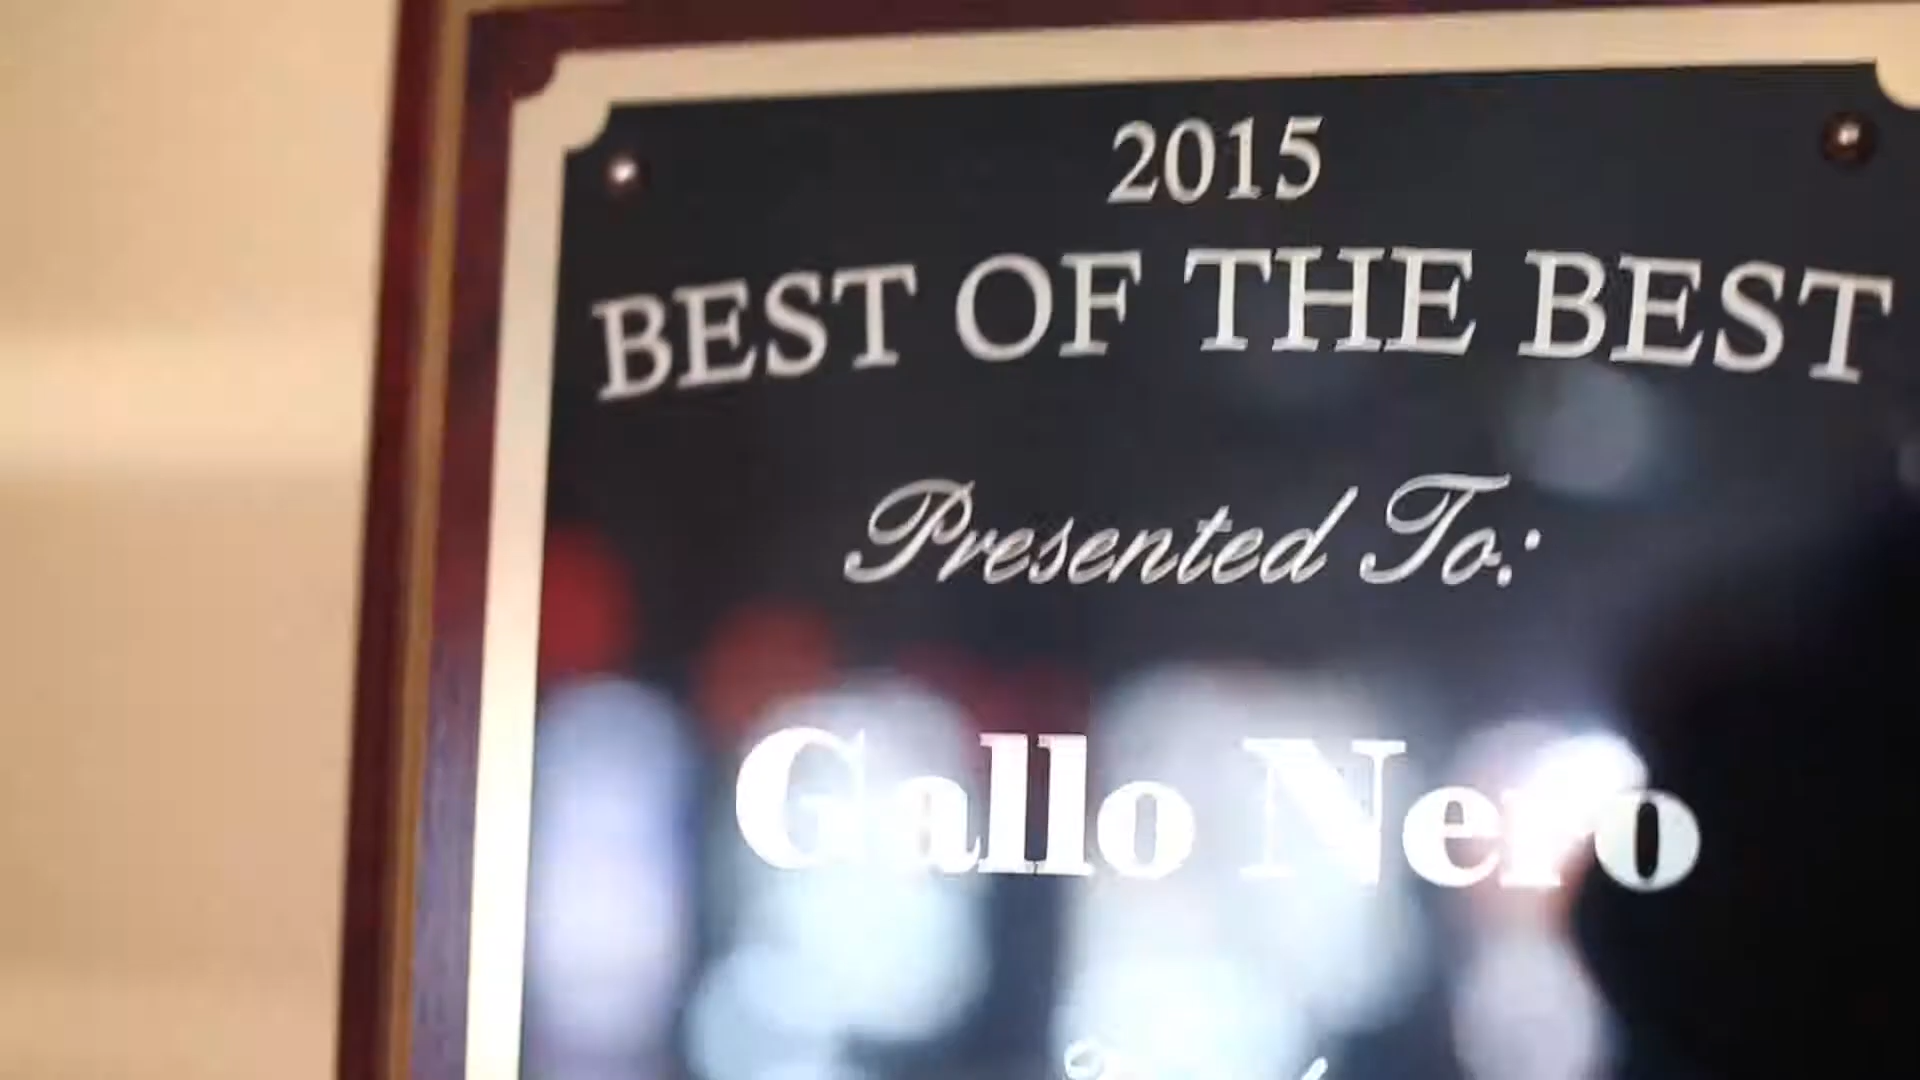 2015
BEST OF THE BEST
Presented To:
Gallo Nero